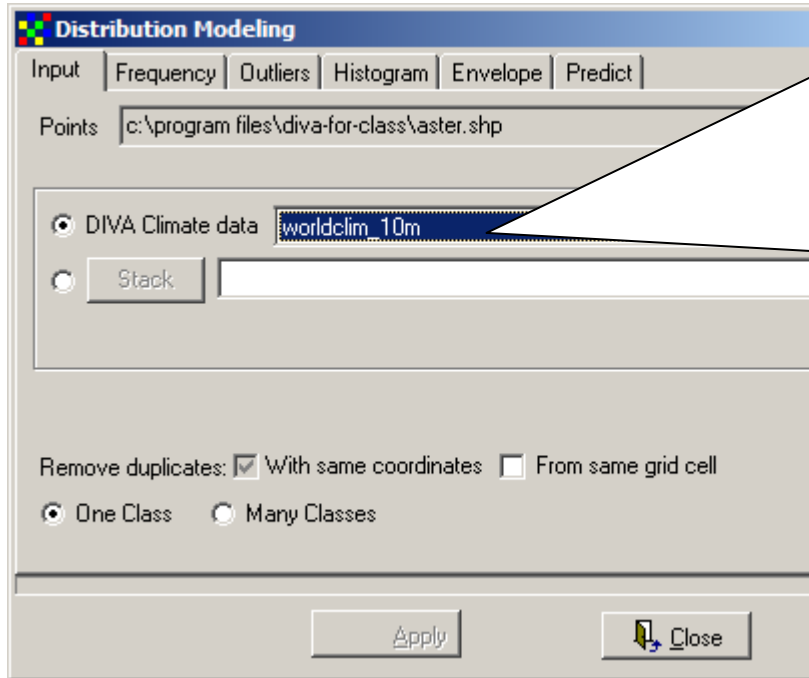 Distribution Modeling
Input Frequency Outliers Histogram Envelope Predict
Points c:\program files\diva-for-class\aster.shp
DIVA Climate data worldclim_10m
Stack
Remove duplicates: With same coordinates From same grid cell
One Class Many Classes
Apply Close